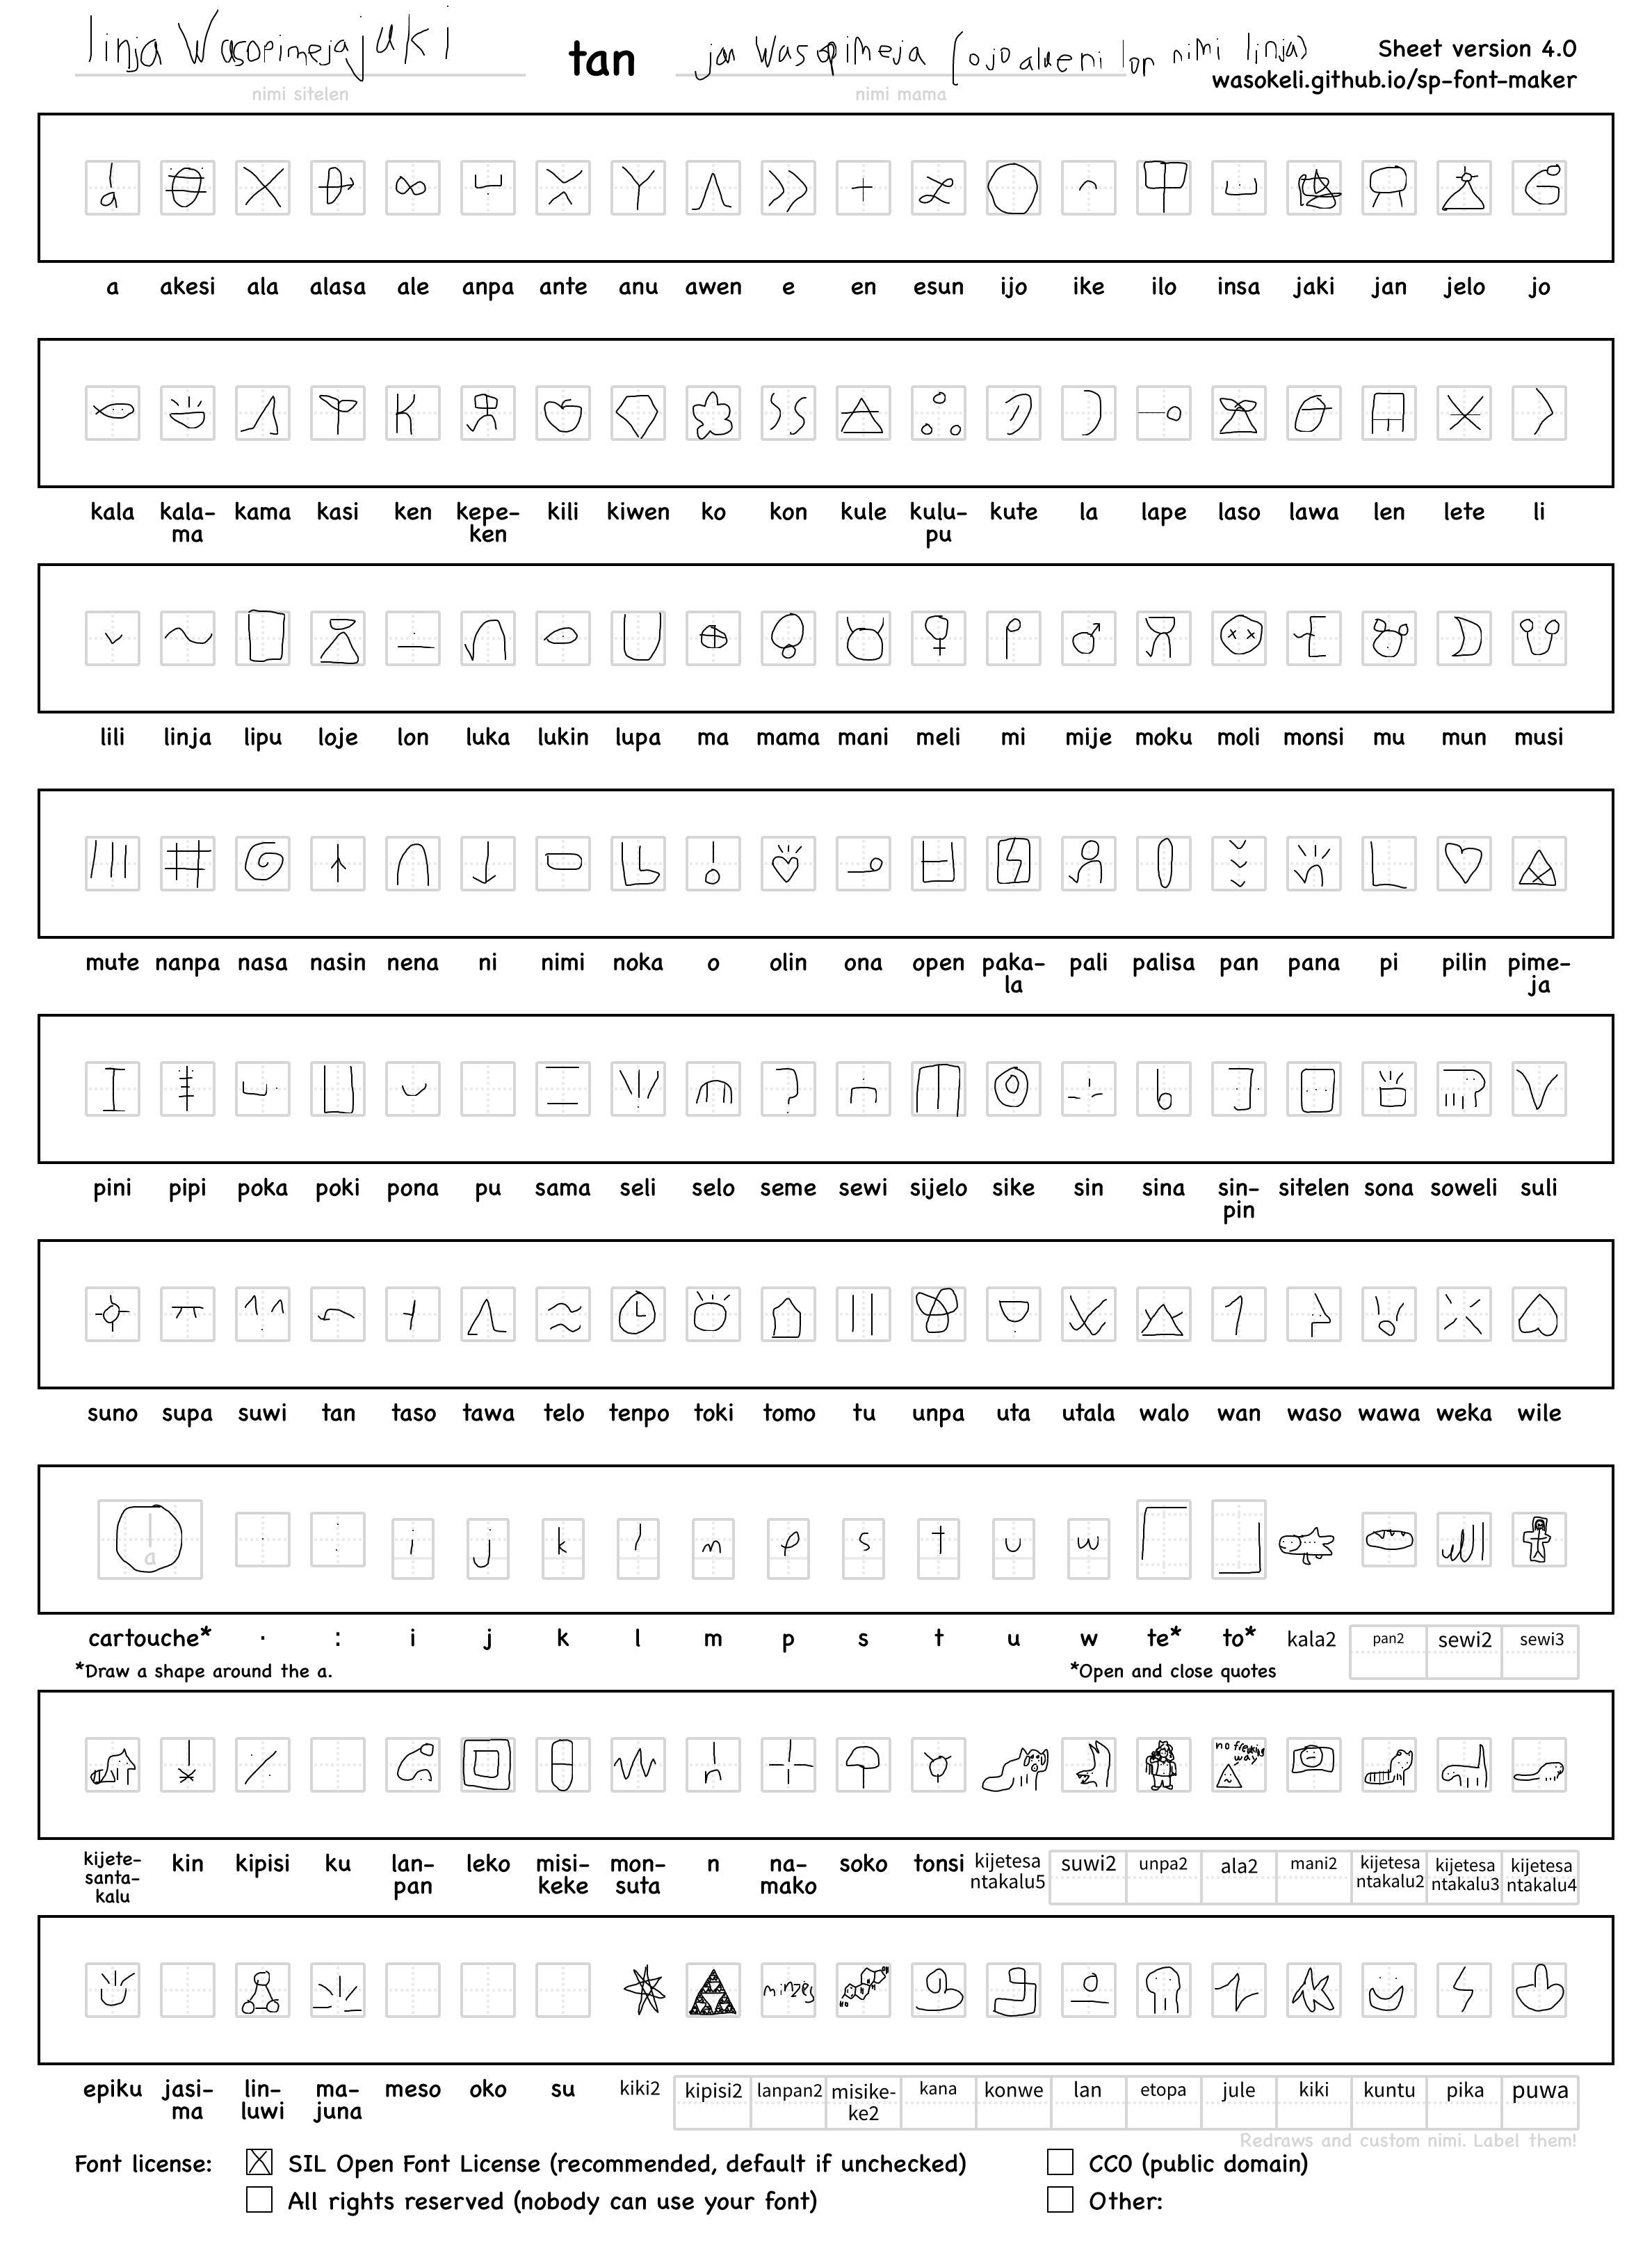 linja Wasopimeja juki tan jan Wasopimeja (ojo alueni lon nimi linja) Sheet version 4.0
nimi sitelen nimi mama wasokeli.github.io/sp-font-maker
a akesi ala alasa ale anpa ante anu awen e en esun ijo ike ilo insa jaki jan jelo jo
kala kala- kama kasi ken kepe- kili kiwen ko kon kule kulu- kute la lape laso lawa len lete li
ma ken pu
lili linja lipu loje lon luka lukin lupa ma mama mani meli mi mije moku moli monsi mu mun musi
mute nanpa nasa nasin nena ni nimi noka o olin ona open paka- pali palisa pan pana pi pilin pime-
la ja
pini pipi poka poki pona pu sama seli selo seme sewi sijelo sike sin sina sin- sitelen sona soweli suli
pin
suno supa suwi tan taso tawa telo tenpo toki tomo tu unpa uta utala walo wan waso wawa weka wile
a i j k l m p s t u w
cartouche* · : i j k l m p s t u w te* to* kala2 pan2 sewi2 sewi3
*Draw a shape around the a. *Open and close quotes
no freaking
way
kijete- kin kipisi ku lan- leko misi- mon- n na- soko tonsi kijetesa suwi2 unpa2 ala2 mani2 kijetesa kijetesa kijetesa
santa- pan keke suta mako ntakalu5 ntakalu2 ntakalu3 ntakalu4
kalu
epiku jasi- lin- ma- meso oko su kiki2 kipisi2 lanpan2 misike- kana konwe lan etopa jule kiki kuntu pika puwa
ma luwi juna ke2
Redraws and custom nimi. Label them!
Font license: SIL Open Font License (recommended, default if unchecked) CC0 (public domain)
All rights reserved (nobody can use your font) Other: